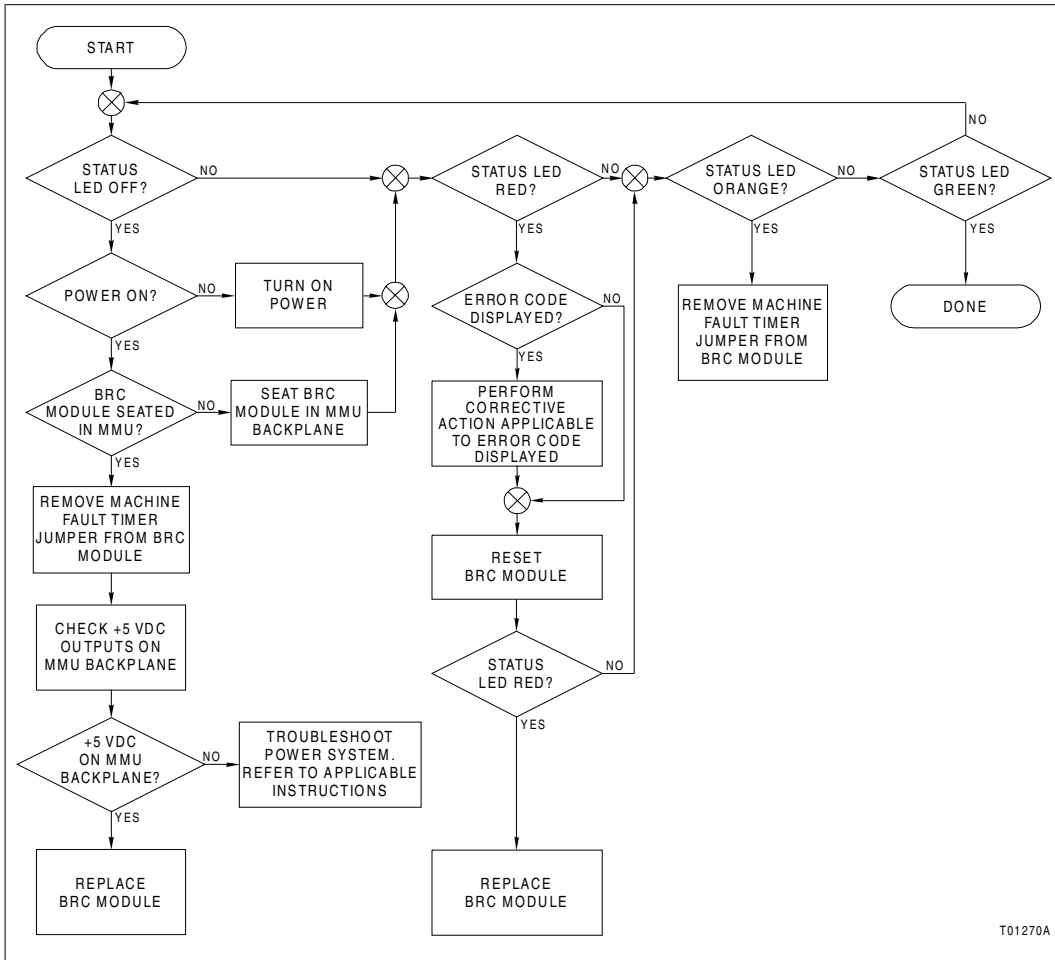 START
STATUS
LED OFF?
NO
YES
POWER ON?
NO
YES
TURN ON
POWER
BRC
MODULE SEATED
IN MMU?
NO
YES
SEAT BRC
MODULE IN MMU
BACKPLANE
REMOVE MACHINE
FAULT TIMER
JUMPER FROM BRC
MODULE
CHECK +5 VDC
OUTPUTS ON
MMU BACKPLANE
+5 VDC
ON MMU
BACKPLANE?
NO
YES
TROUBLESHOOT
POWER SYSTEM.
REFER TO APPLICABLE
INSTRUCTIONS
REPLACE
BRC MODULE
STATUS LED
RED?
NO
YES
ERROR CODE
DISPLAYED?
NO
YES
PERFORM
CORRECTIVE
ACTION APPLICABLE
TO ERROR CODE
DISPLAYED
RESET
BRC MODULE
STATUS
LED RED?
NO
YES
REPLACE
BRC MODULE
STATUS LED
ORANGE?
NO
YES
REMOVE MACHINE
FAULT TIMER
JUMPER FROM
BRC MODULE
STATUS LED
GREEN?
NO
YES
DONE
T01270A